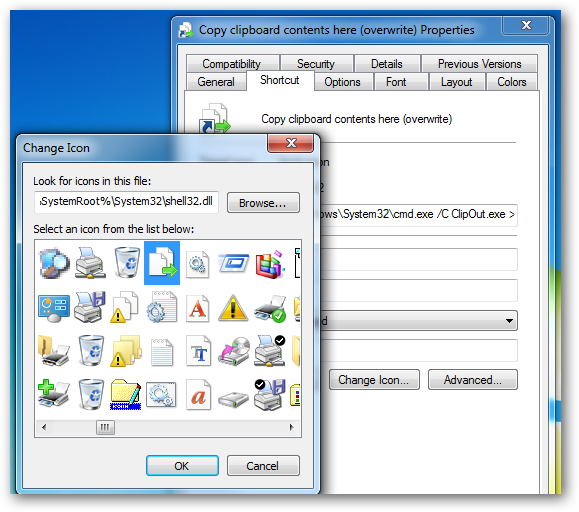 Copy clipboard contents here (overwrite) Properties
Compatibility Security Details Previous Versions
General Shortcut Options Font Layout Colors
Copy clipboard contents here (overwrite)
ows\System32\cmd.exe /C ClipOut.exe >
Change Icon... Advanced...
Change Icon
Look for icons in this file:
SystemRoot%\System32\shell32.dll
Browse...
Select an icon from the list below:
OK Cancel